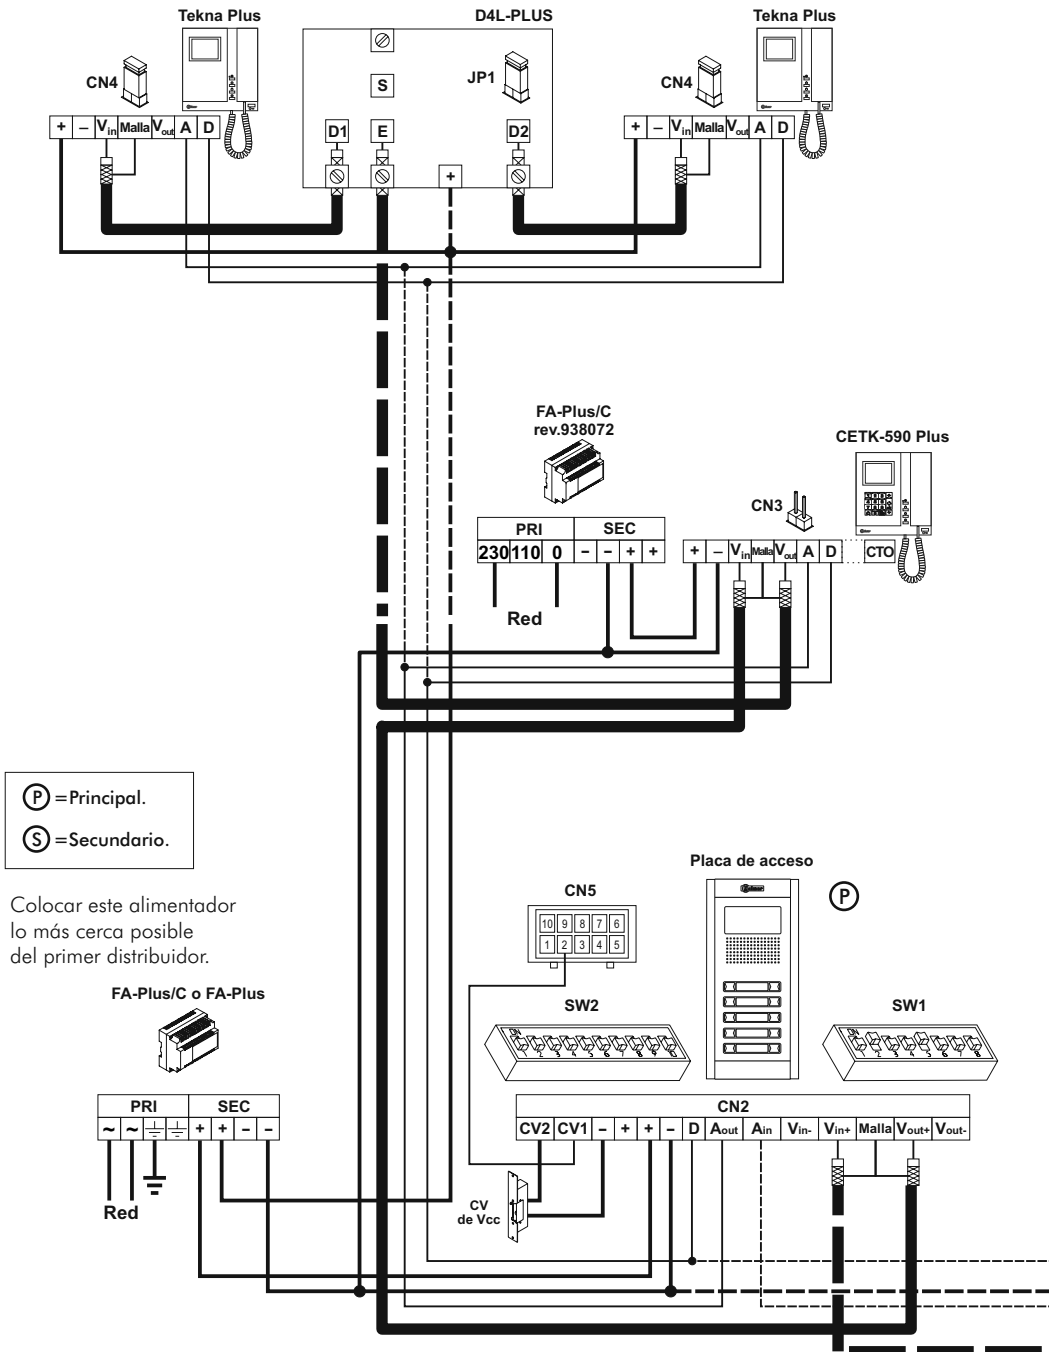 Tekna Plus
D4L-PLUS
Tekna Plus
CN4
JP1
CN4
S
+ – Vin Malla Vout A D
D1 E D2
+ – Vin Malla Vout A D
+
FA-Plus/C
rev.938072
CETK-590 Plus
CN3
PRI SEC
230 110 0 – – + +
+ – Vin Malla Vout A D CTO
Red
P =Principal.
S =Secundario.
Colocar este alimentador
lo más cerca posible
del primer distribuidor.
Placa de acceso
P
CN5
10 9 8 7 6
1 2 3 4 5
FA-Plus/C o FA-Plus
SW2
SW1
PRI SEC
~ ~ + + – –
CN2
CV2 CV1 – + + – D Aout Ain Vin- Vin+ Malla Vout+ Vout-
Red
CV
de Vcc